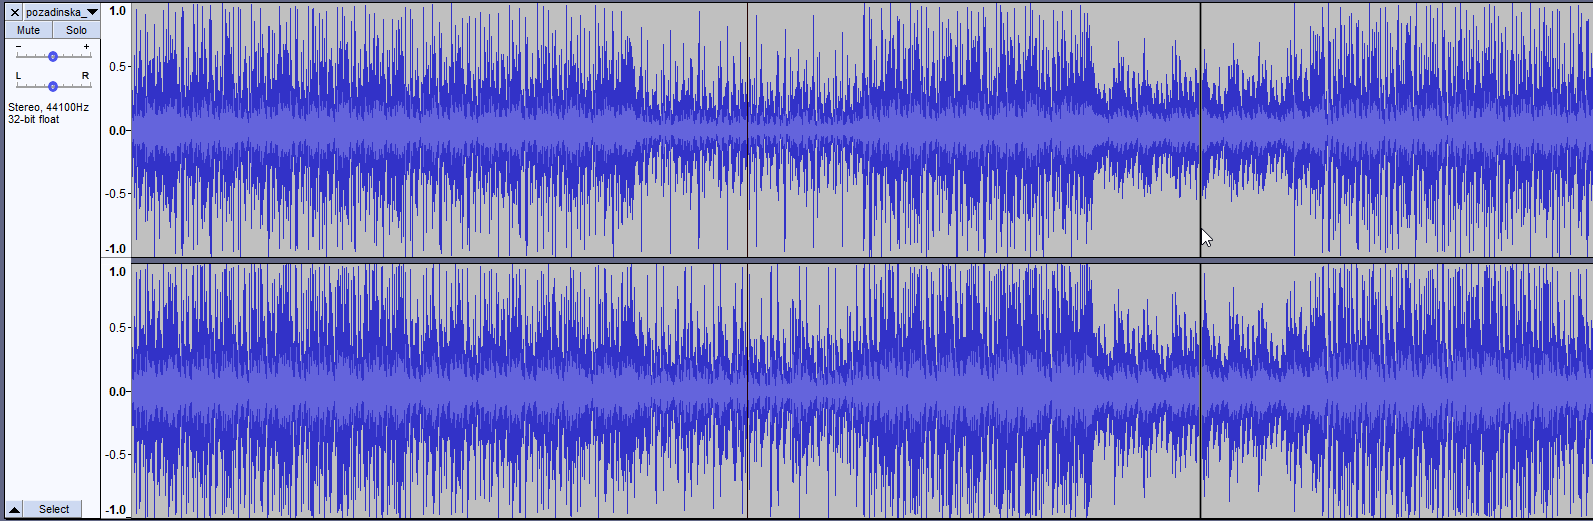 × pozadinska_
Mute Solo
- +
L R
Stereo, 44100Hz
32-bit float
Select
1.0
0.5
0.0
-0.5
-1.0
1.0
0.5
0.0
-0.5
-1.0